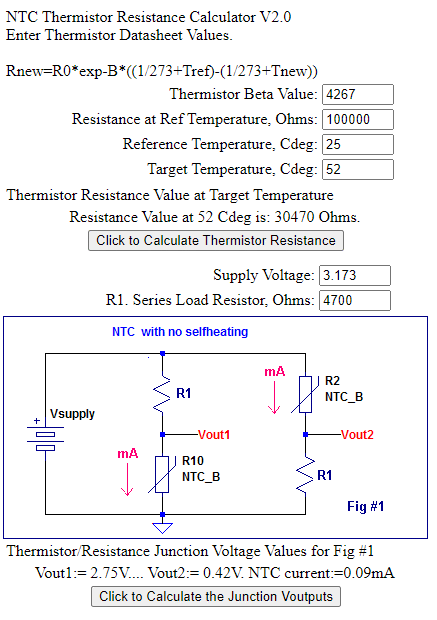 NTC Thermistor Resistance Calculator V2.0
Enter Thermistor Datasheet Values.
Rnew=R0*exp-B*((1/273+Tref)-(1/273+Tnew))
Thermistor Beta Value: 4267
Resistance at Ref Temperature, Ohms: 100000
Reference Temperature, Cdeg: 25
Target Temperature, Cdeg: 52
Thermistor Resistance Value at Target Temperature
Resistance Value at 52 Cdeg is: 30470 Ohms.
Click to Calculate Thermistor Resistance
Supply Voltage: 3.173
R1. Series Load Resistor, Ohms: 4700
NTC with no selfheating
mA
R2
NTC_B
R1
+
Vsupply
Vout1
Vout2
mA
R10
NTC_B
R1
Fig #1
Thermistor/Resistance Junction Voltage Values for Fig #1
Vout1:= 2.75V.... Vout2:= 0.42V. NTC current:=0.09mA
Click to Calculate the Junction Voutputs